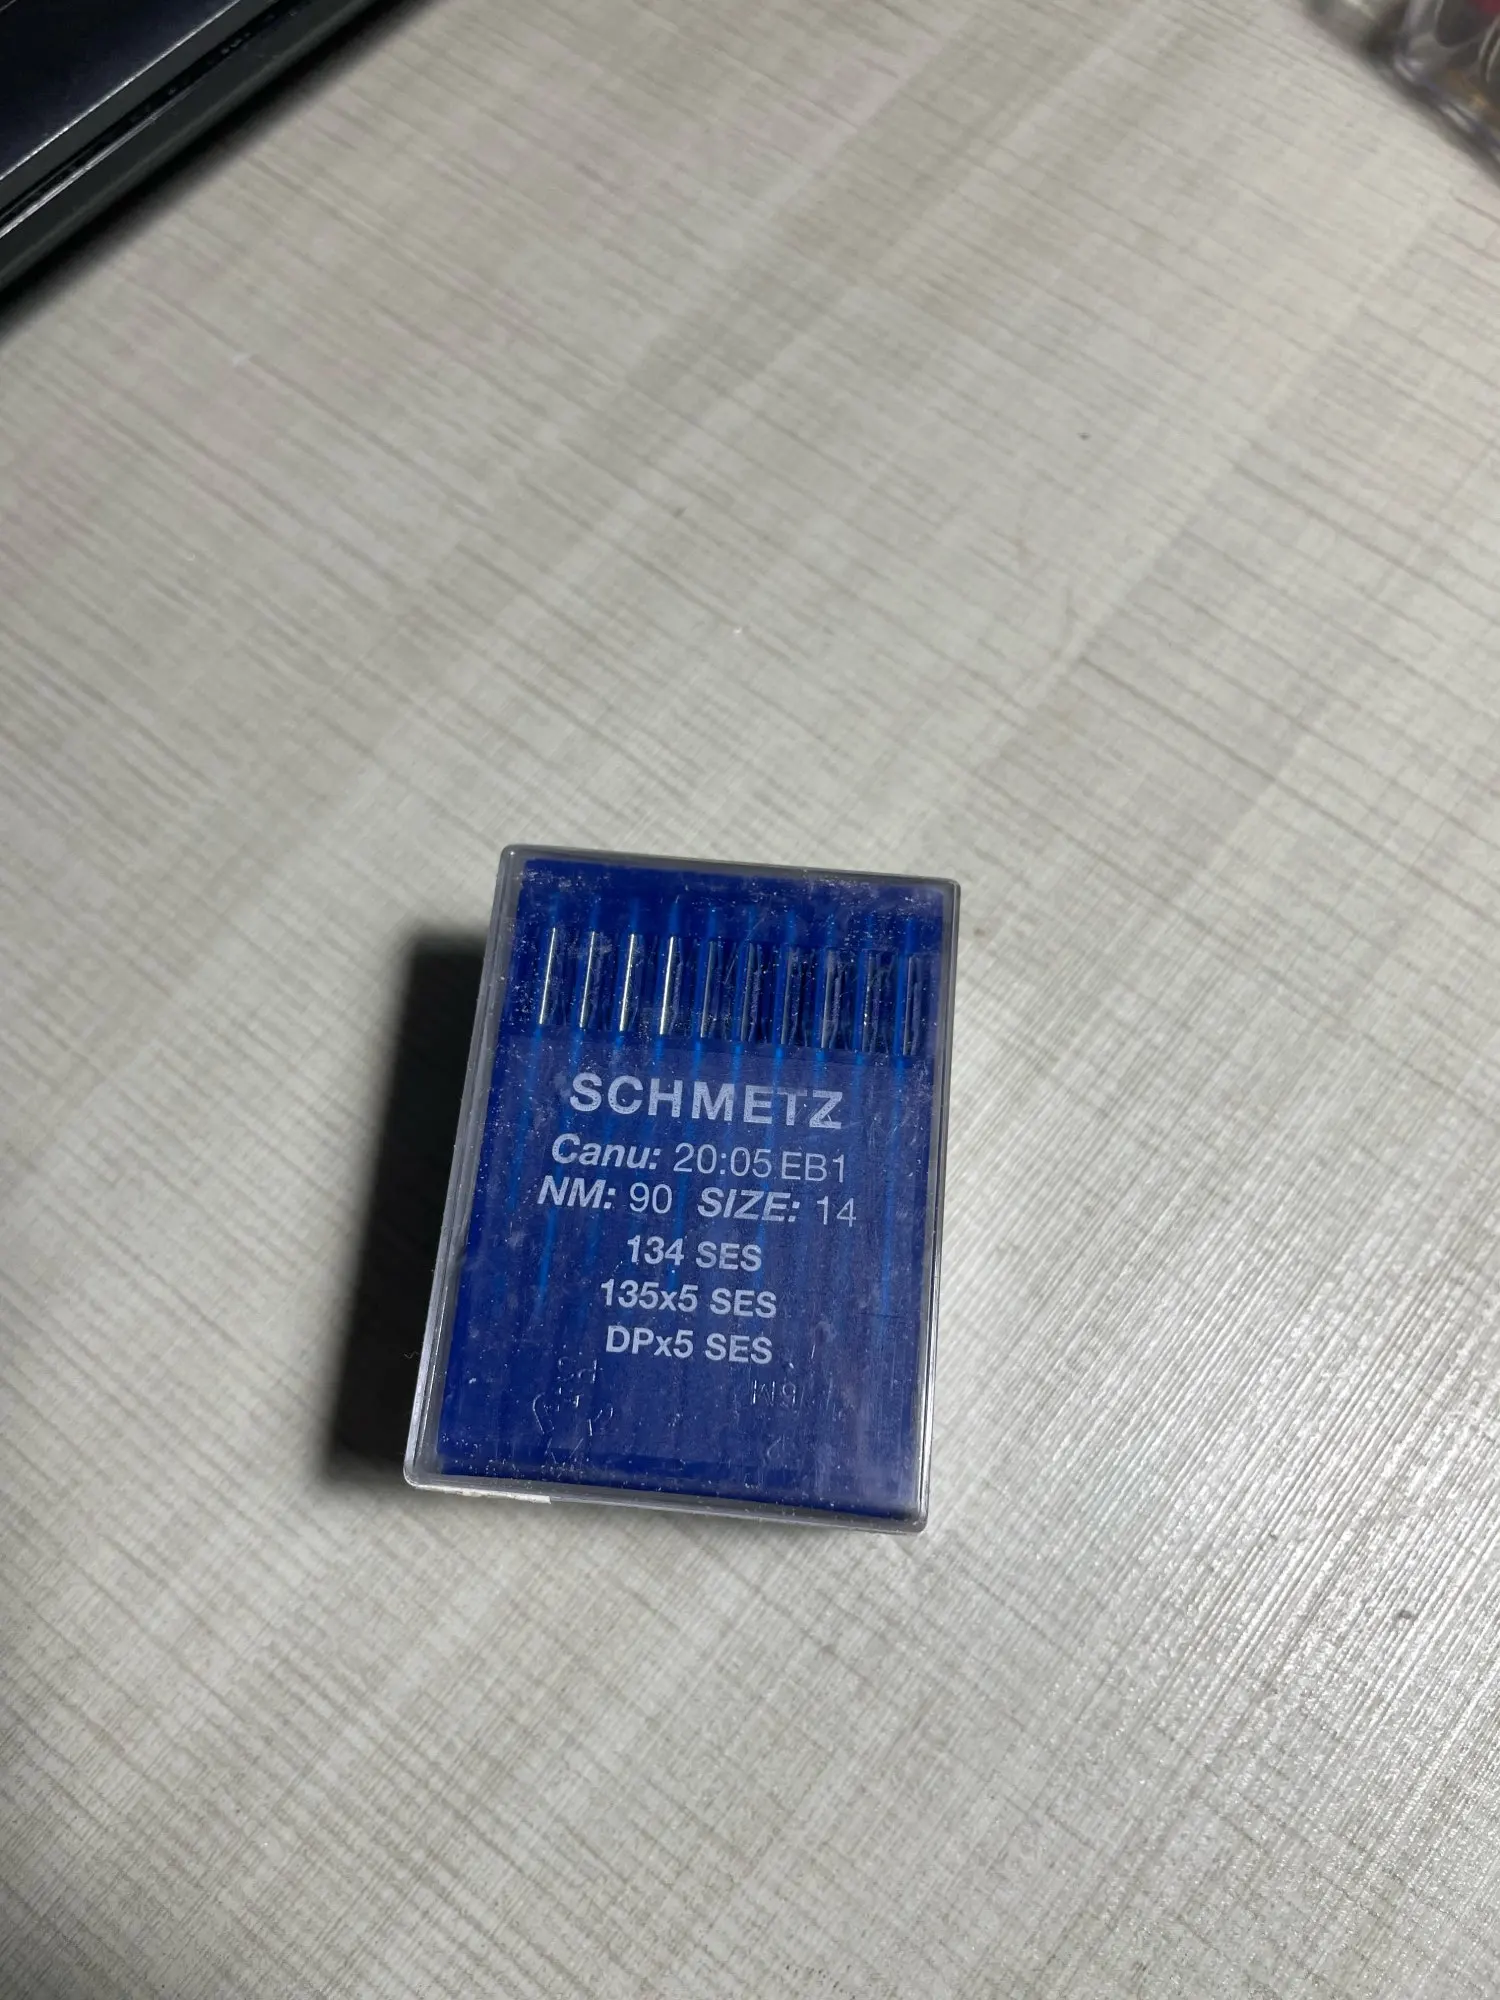 SCHMETZ
Canu: 20:05 EB1
NM: 90 SIZE: 14
134 SES
135x5 SES
DPx5 SES